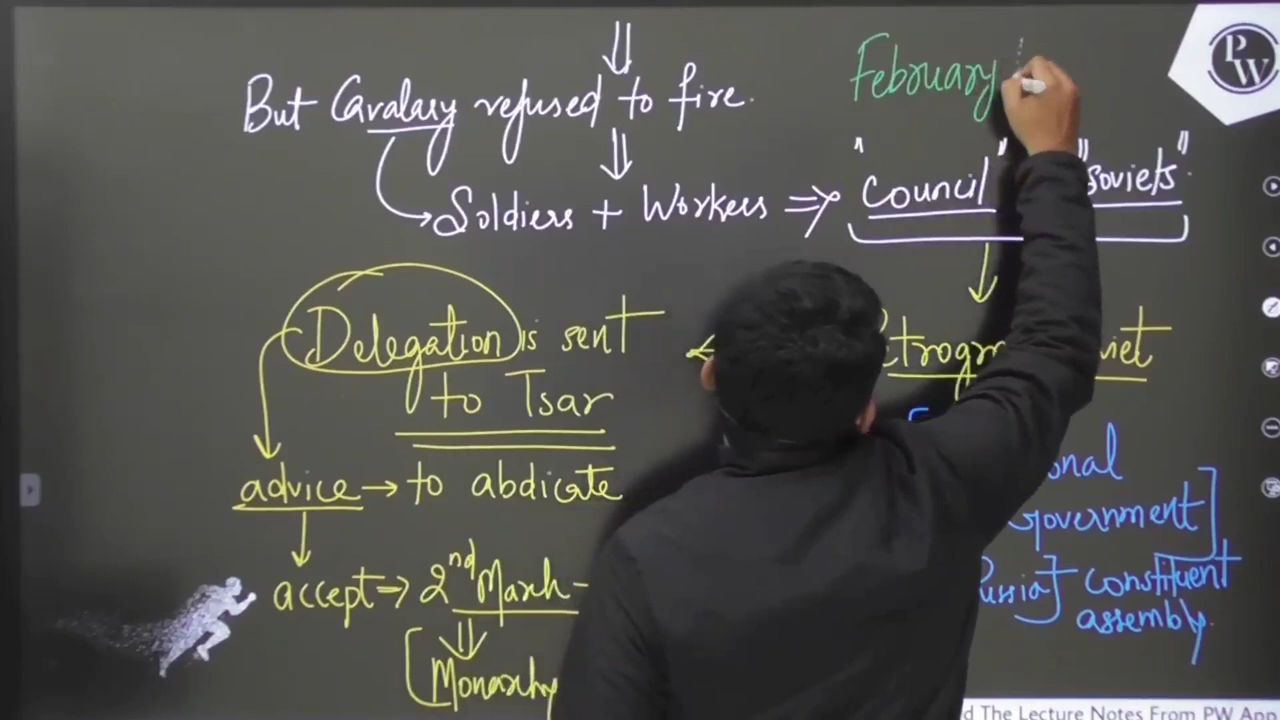 February
PW
But Cavalary refused to fire.
"Council" "Soviets"
Soldiers + Workers ⇒
Delegation is sent
to Tsar
advice → to abdicate
Government
constituent
assembly.
accept ⇒ 2nd March -
Monarchy
d The Lecture Notes From PW App